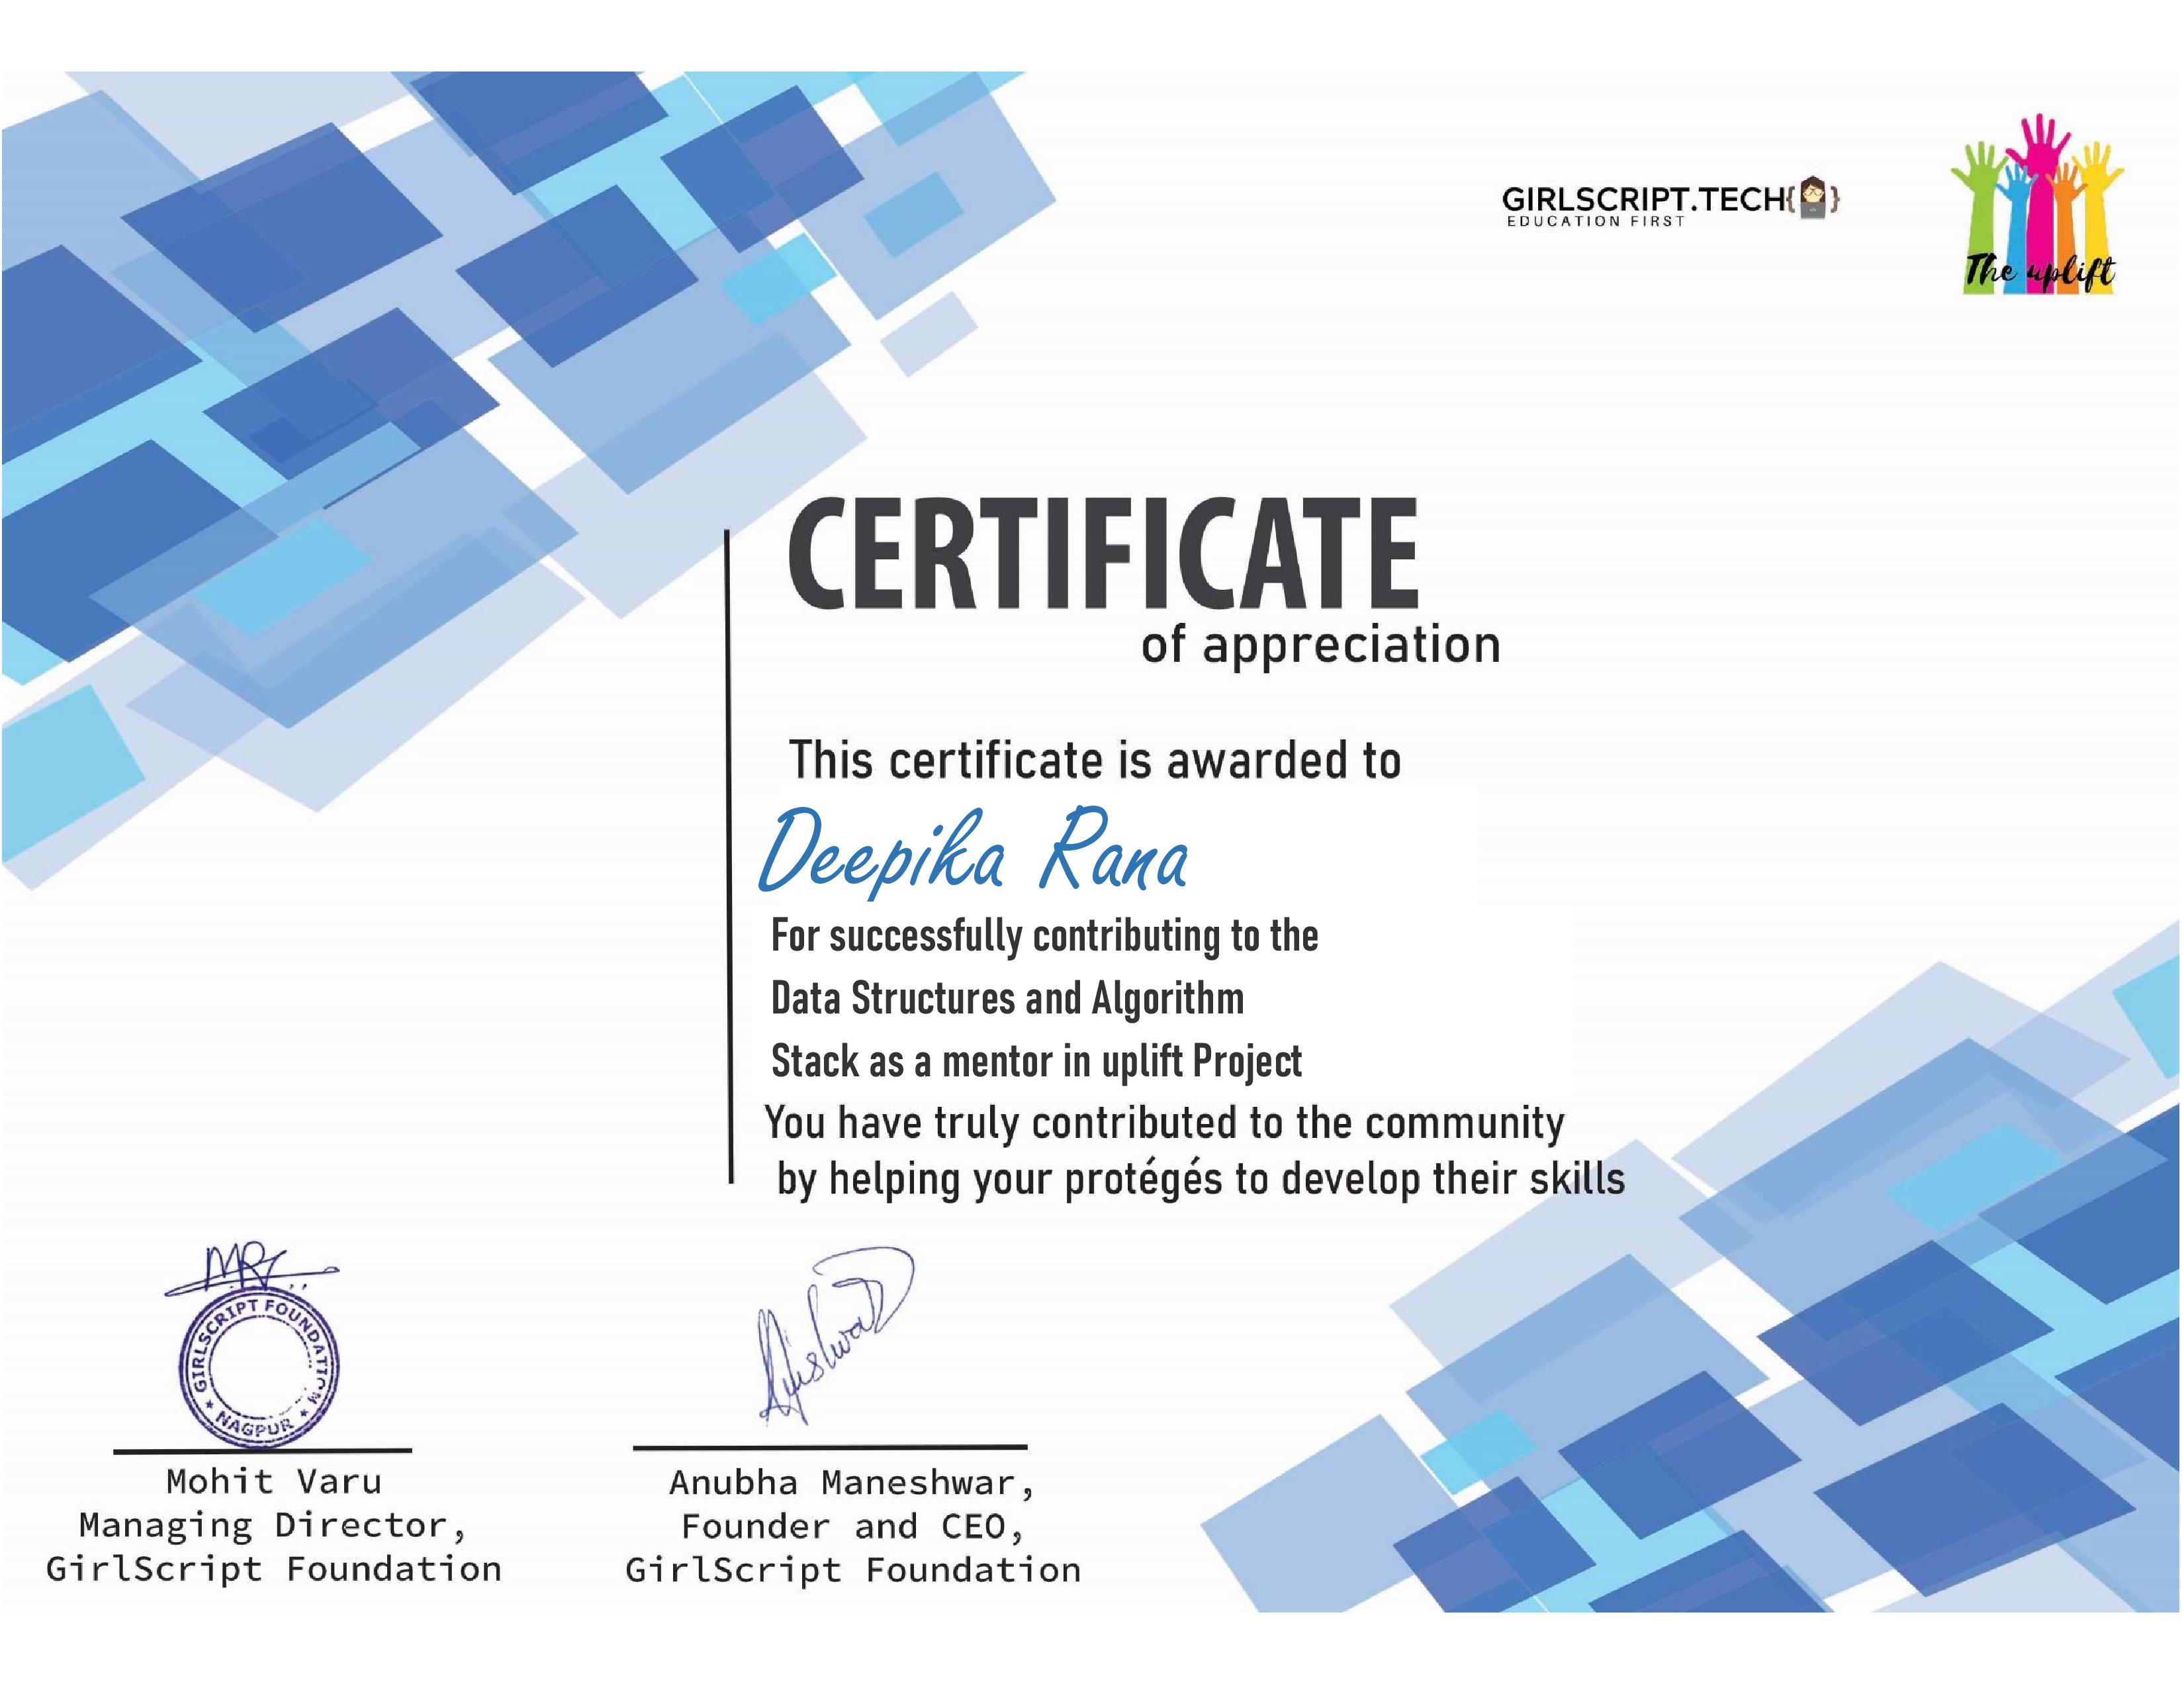 GIRLSCRIPT.TECH{ }
EDUCATION FIRST
The uplift
CERTIFICATE
of appreciation
This certificate is awarded to
Deepika Rana
For successfully contributing to the
Data Structures and Algorithm
Stack as a mentor in uplift Project
You have truly contributed to the community
by helping your protégés to develop their skills
GIRLSCRIPT FOUNDATION
NAGPUR
Mohit Varu
Managing Director,
GirlScript Foundation
Anubha Maneshwar,
Founder and CEO,
GirlScript Foundation